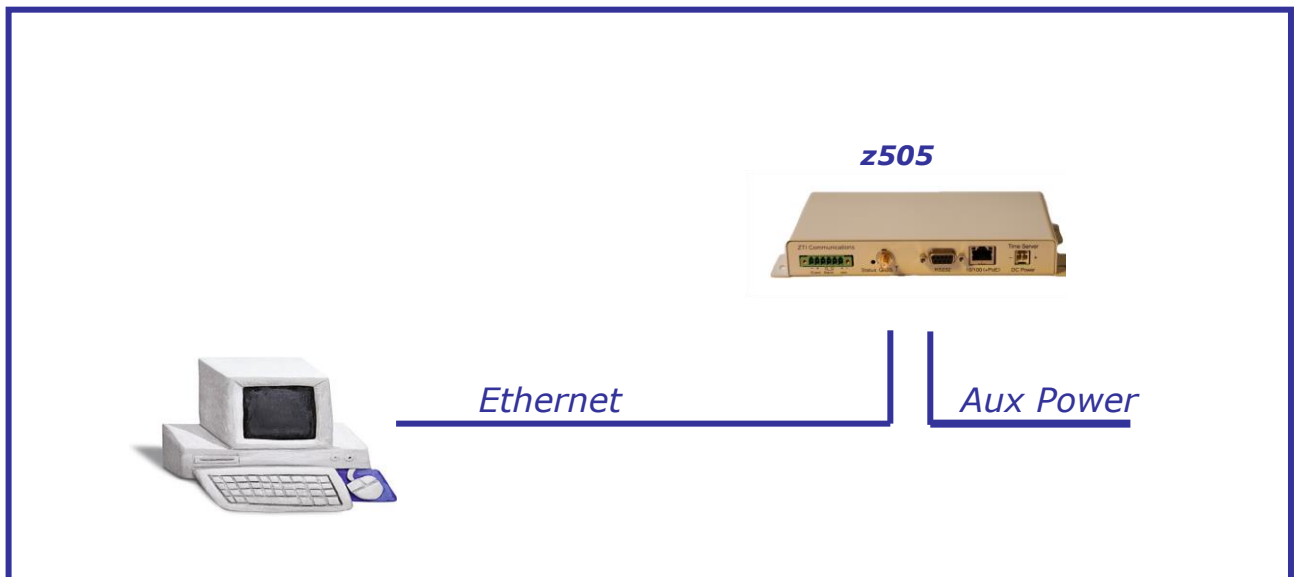 z505
ZTI Communications
Time Server
Status
RS232
10/100 (+PoE)
DC Power
Ethernet
Aux Power